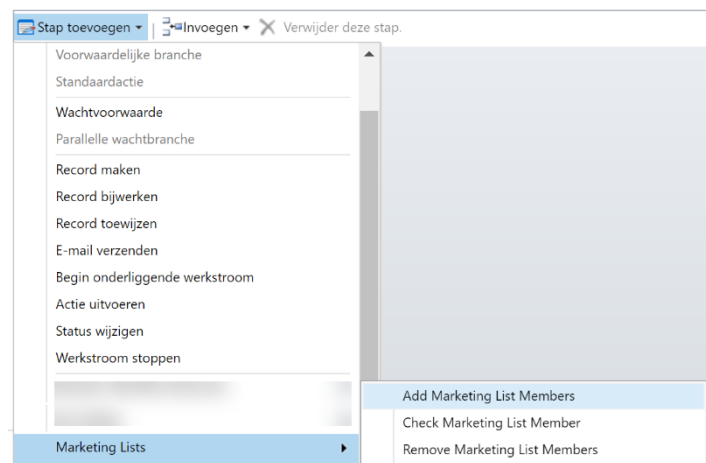 Stap toevoegen Invoegen Verwijder deze stap.
Voorwaardelijke branche
Standaardactie
Wachtvoorwaarde
Parallelle wachtbranche
Record maken
Record bijwerken
Record toewijzen
E-mail verzenden
Begin onderliggende werkstroom
Actie uitvoeren
Status wijzigen
Werkstroom stoppen
Marketing Lists
Add Marketing List Members
Check Marketing List Member
Remove Marketing List Members